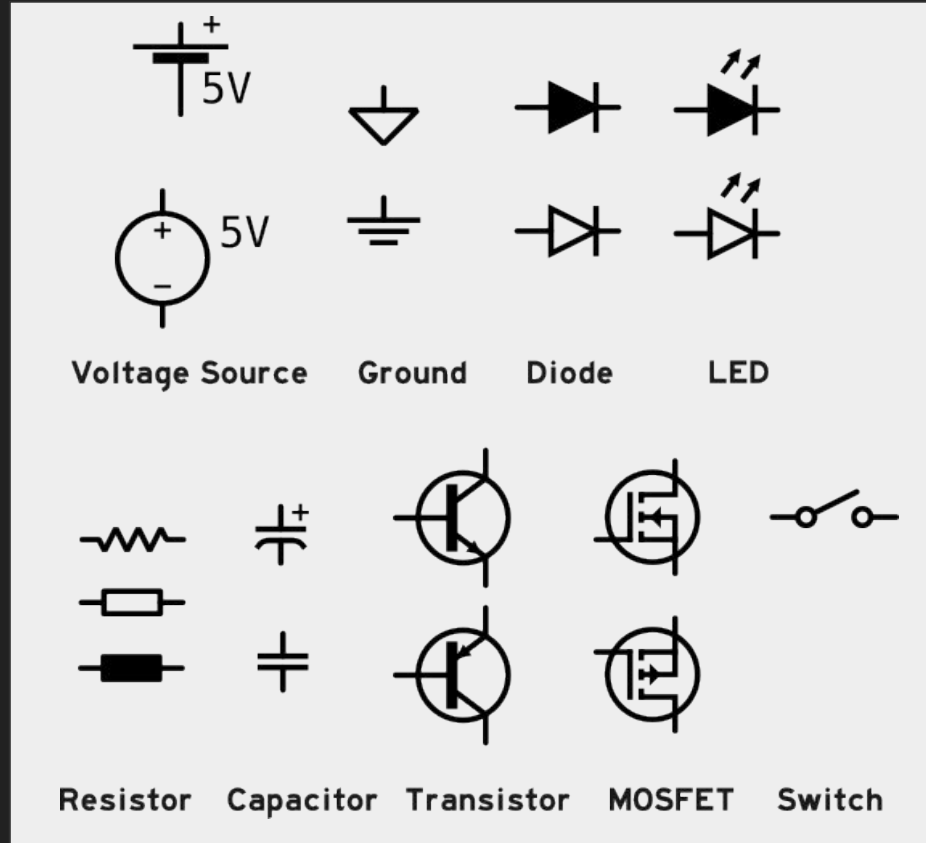 +
5V
+
5V
−
Voltage Source Ground Diode LED
+
Resistor Capacitor Transistor MOSFET Switch